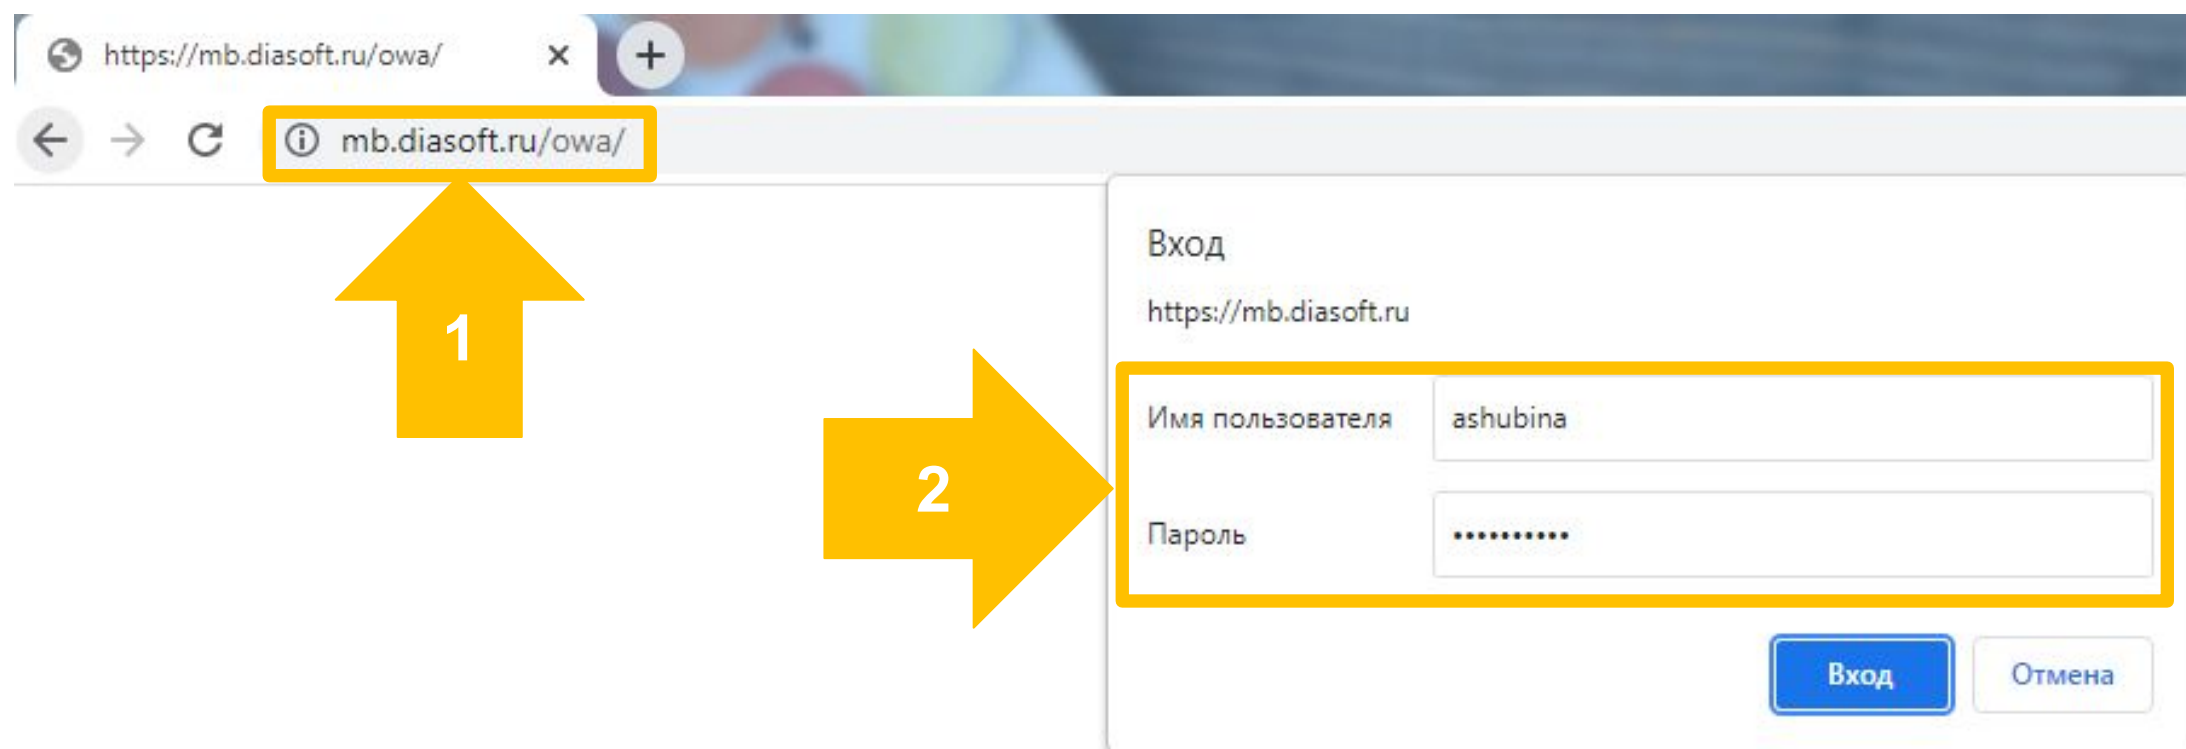 https://mb.diasoft.ru/owa/
mb.diasoft.ru/owa/
1
Вход
https://mb.diasoft.ru
Имя пользователя ashubina
2
Пароль ••••••••••
Вход Отмена